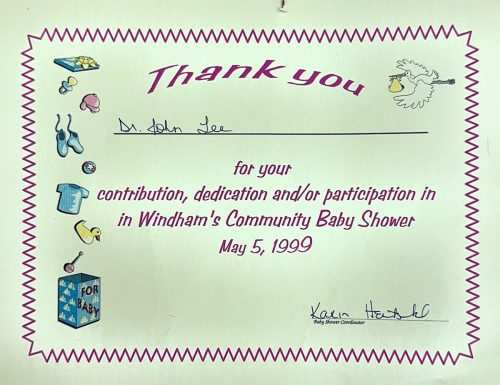 Thank you
Dr. John Lee
for your
contribution, dedication and/or participation in
in Windham's Community Baby Shower
May 5, 1999
FOR
BABY
Karin
Baby Shower Coordinator